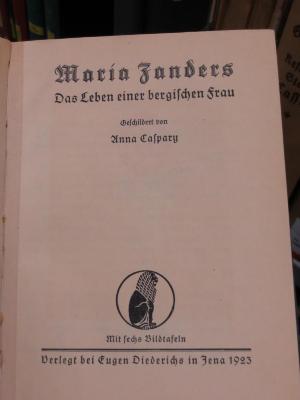 Maria Zanders
Das Leben einer bergischen Frau
Geschildert von
Anna Caspary
Mit sechs Bildtafeln
Verlegt bei Eugen Diederichs in Jena 1923